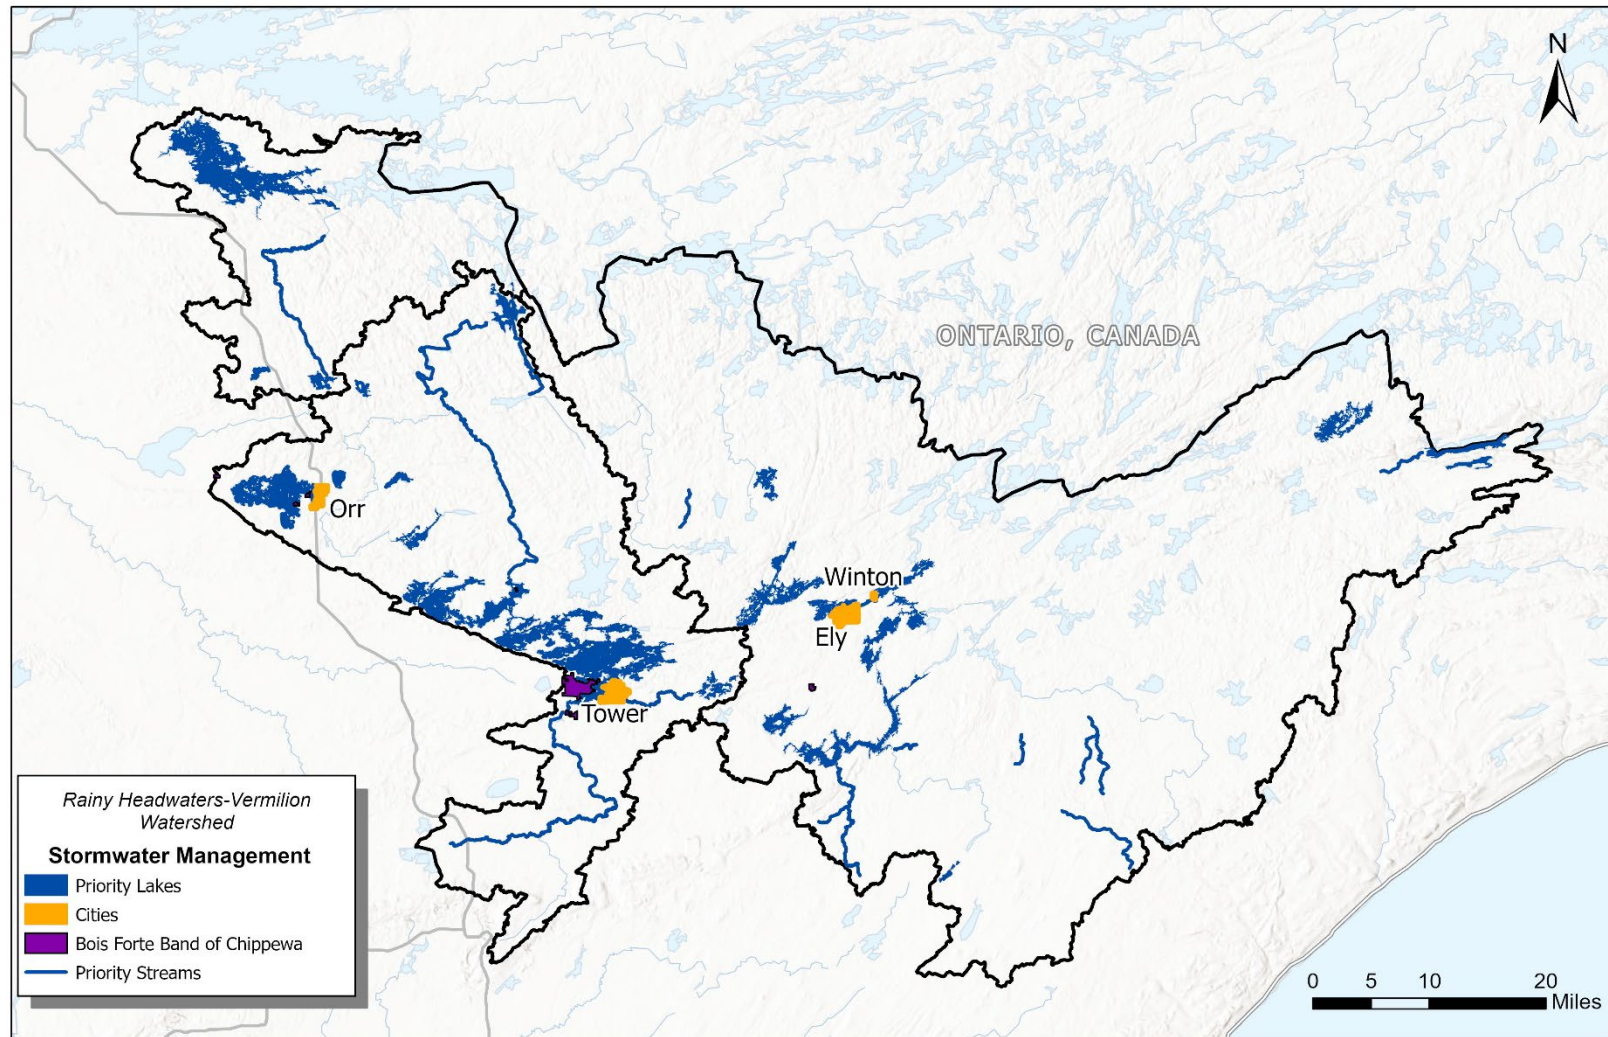 N
ONTARIO, CANADA
Orr
Winton
Ely
Tower
Rainy Headwaters-Vermilion
Watershed
Stormwater Management
Priority Lakes
Cities
Bois Forte Band of Chippewa
Priority Streams
0 5 10 20
Miles